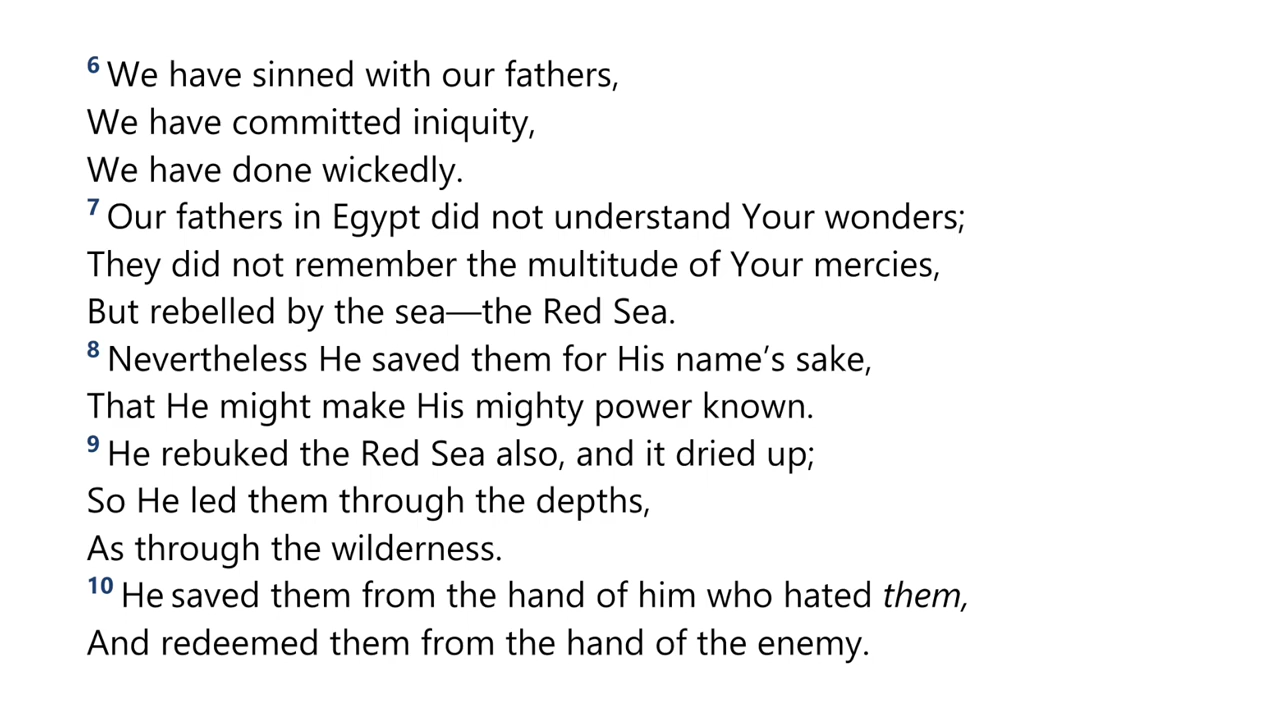 6 We have sinned with our fathers,
We have committed iniquity,
We have done wickedly.
7 Our fathers in Egypt did not understand Your wonders;
They did not remember the multitude of Your mercies,
But rebelled by the sea—the Red Sea.
8 Nevertheless He saved them for His name’s sake,
That He might make His mighty power known.
9 He rebuked the Red Sea also, and it dried up;
So He led them through the depths,
As through the wilderness.
10 He saved them from the hand of him who hated them,
And redeemed them from the hand of the enemy.